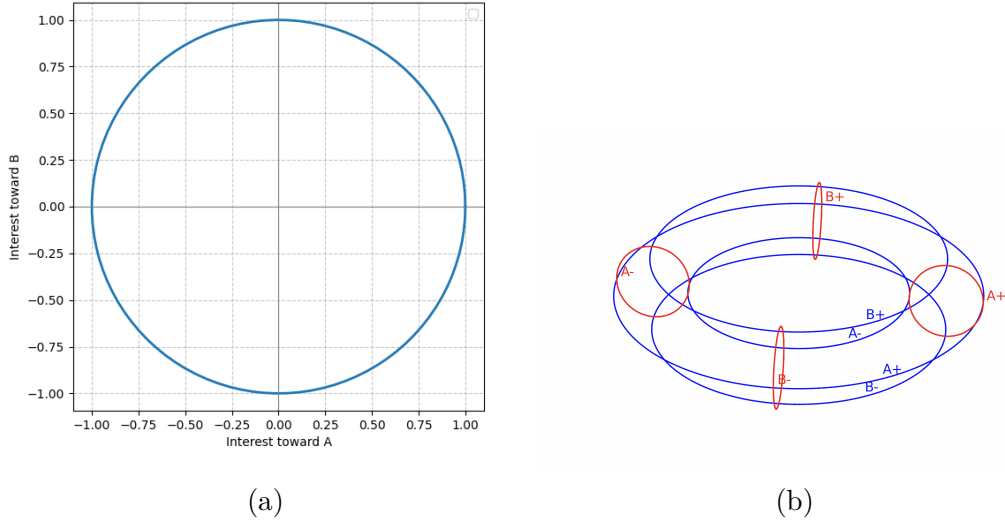 1.00
0.75
0.50
0.25
0.00
−0.25
−0.50
−0.75
−1.00
Interest toward B
−1.00 −0.75 −0.50 −0.25 0.00 0.25 0.50 0.75 1.00
Interest toward A
(a)
B+
A-
A+
B+
A-
A+
B-
B-
(b)